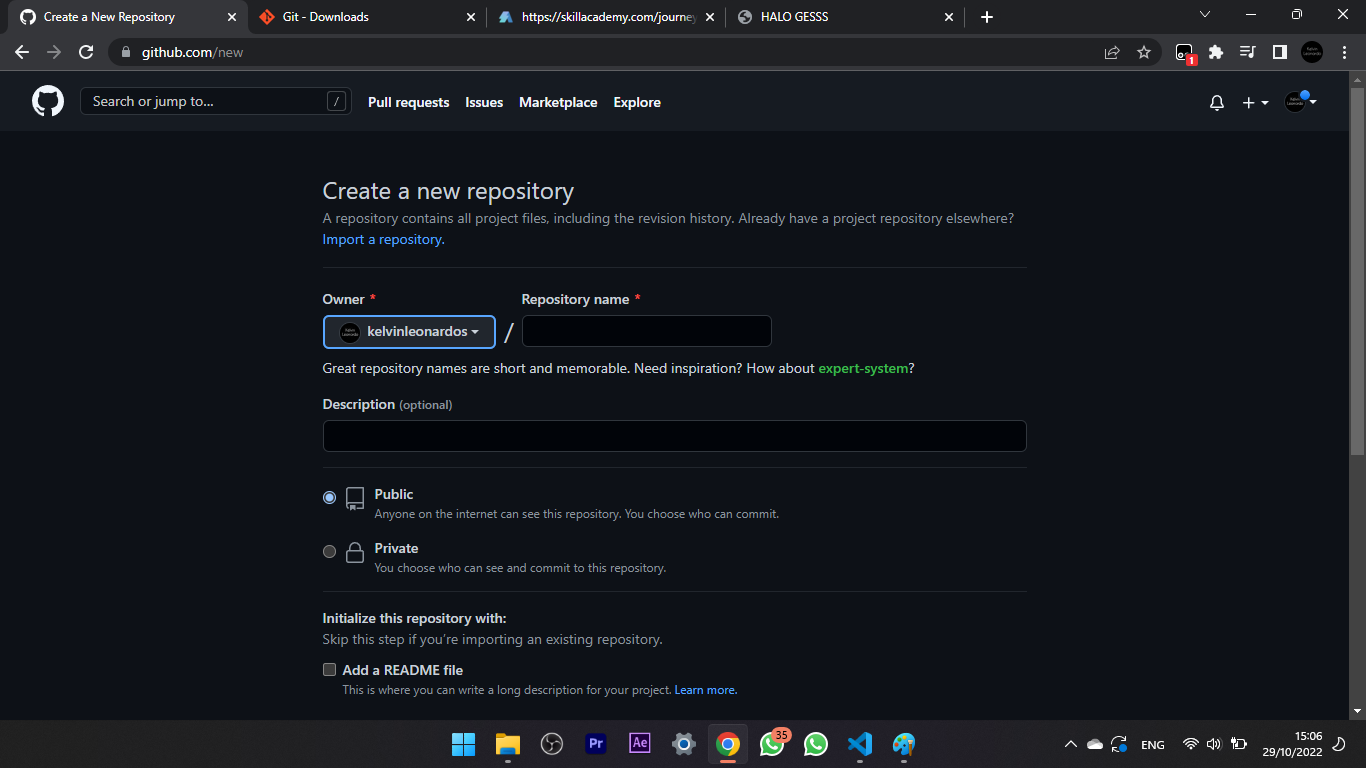 Create a New Repository
Git - Downloads
https://skillacademy.com/journey
HALO GESSS
github.com/new
1
Search or jump to...
/
Pull requests
Issues
Marketplace
Explore
Create a new repository
A repository contains all project files, including the revision history. Already have a project repository elsewhere?
Import a repository.
Owner *
Repository name *
kelvinleonardos
/
Great repository names are short and memorable. Need inspiration? How about expert-system?
Description (optional)
Public
Anyone on the internet can see this repository. You choose who can commit.
Private
You choose who can see and commit to this repository.
Initialize this repository with:
Skip this step if you're importing an existing repository.
Add a README file
This is where you can write a long description for your project. Learn more.
Pr
Ae
35
ENG
15:06
29/10/2022